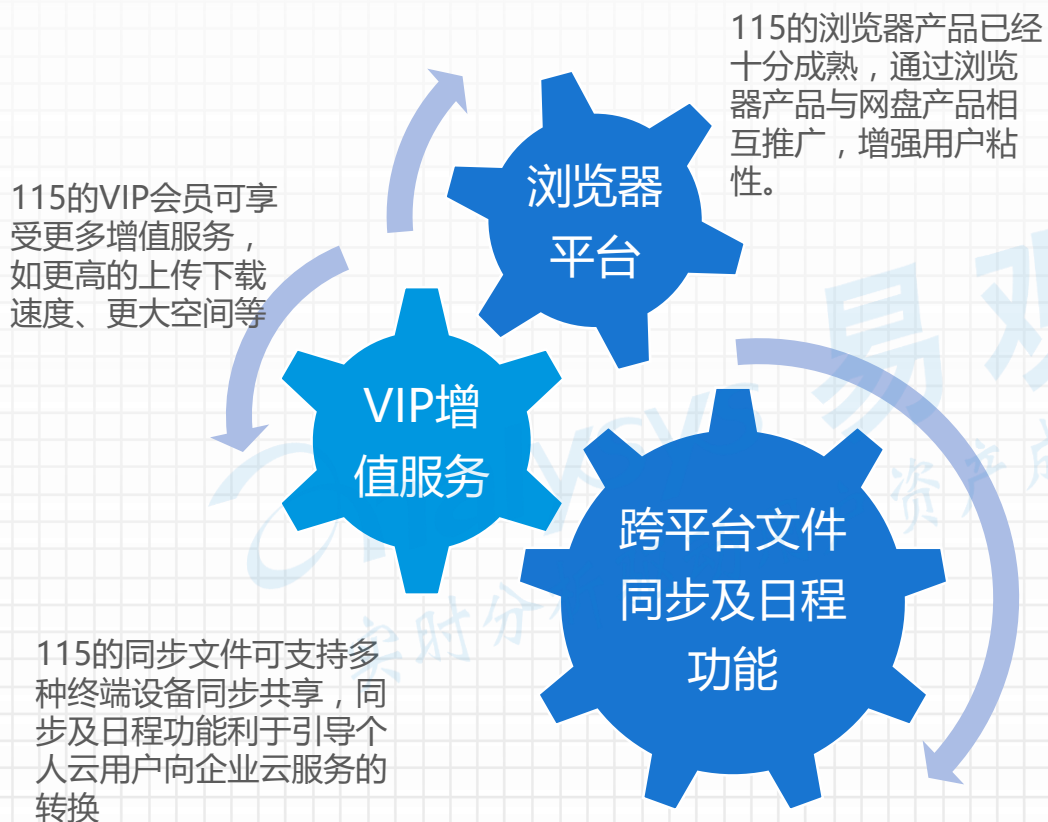 115的浏览器产品已经
十分成熟，通过浏览
器产品与网盘产品相
互推广，增强用户粘
性。
浏览器
平台
115的VIP会员可享
受更多增值服务，
如更高的上传下载
速度、更大空间等
VIP增
值服务
跨平台文件
同步及日程
功能
115的同步文件可支持多
种终端设备同步共享，同
步及日程功能利于引导个
人云用户向企业云服务的
转换
易观
实时分
资产